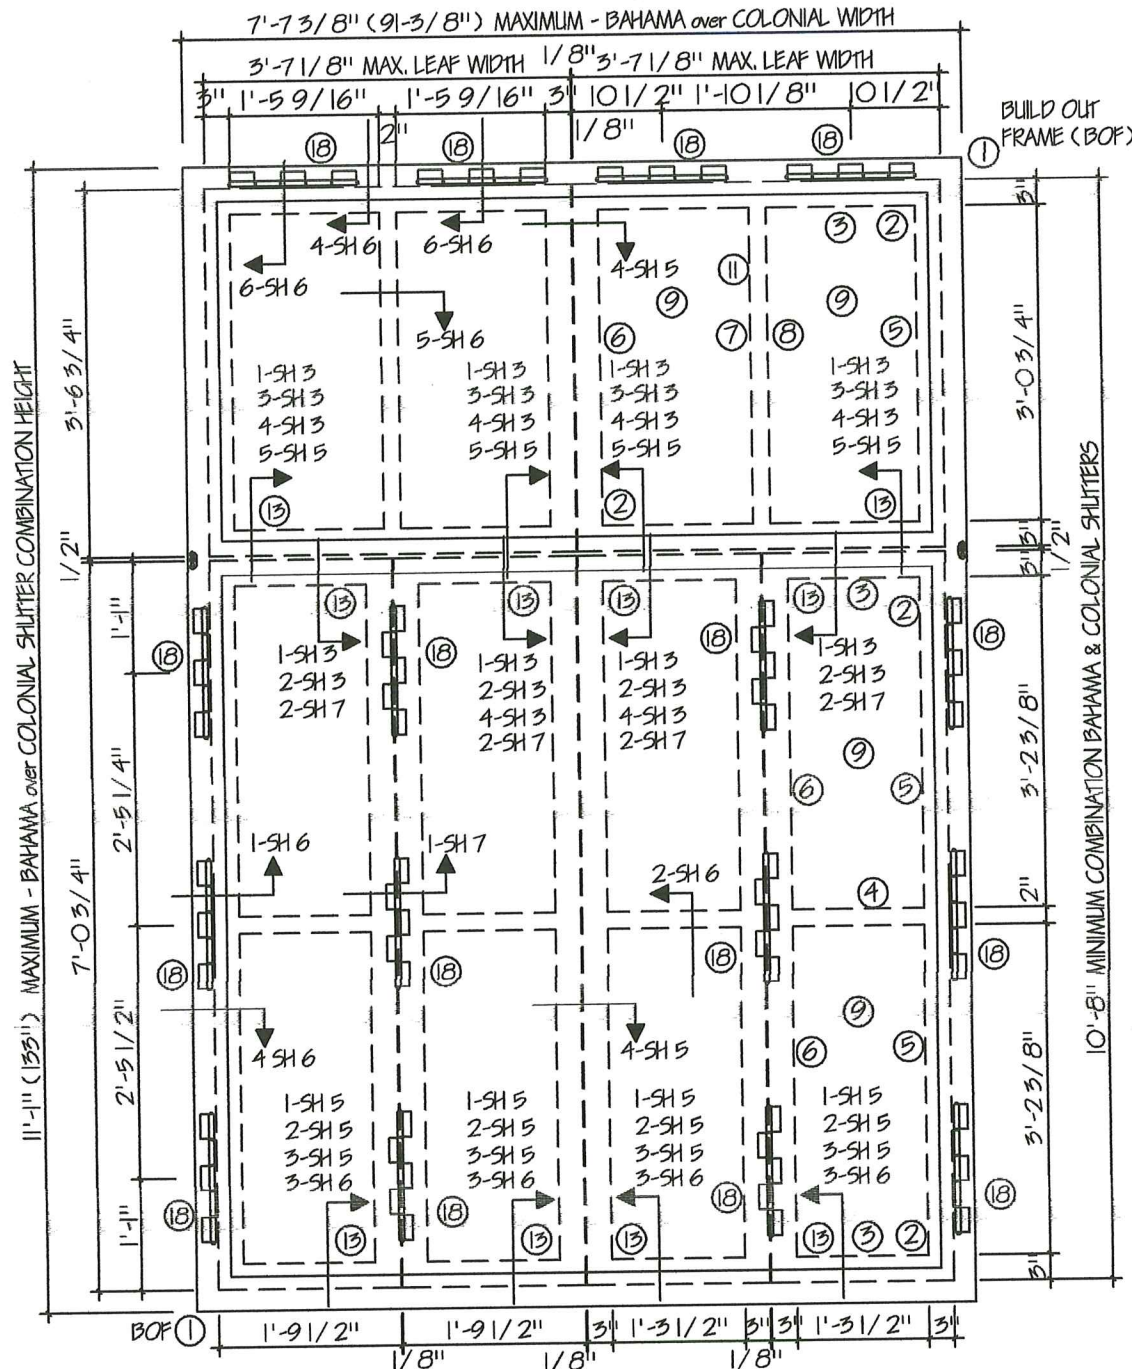 7'-7 3/8" (91-3/8") MAXIMUM - BAHAMA over COLONIAL WIDTH
3'-7 1/8" MAX. LEAF WIDTH 1/8" 3'-7 1/8" MAX. LEAF WIDTH
3" 1'-5 9/16" 1'-5 9/16" 3" 10 1/2" 1'-10 1/8" 10 1/2"
2" 1/8"
BUILD OUT
FRAME (BOF)
1
18 18 18 18
11'-1" (133") MAXIMUM - BAHAMA over COLONIAL SHUTTER COMBINATION HEIGHT
3'-6 3/4"
1/2"
7'-0 3/4"
1'-1"
2'-5 1/4"
2'-5 1/2"
1'-1"
4-SH 6
6-SH 6
6-SH 6
5-SH 6
4-SH 5
11
3 2
9
9
6 7 8 5
1-SH 3
3-SH 3
4-SH 3
5-SH 5
1-SH 3
3-SH 3
4-SH 3
5-SH 5
1-SH 3
3-SH 3
4-SH 3
5-SH 5
1-SH 3
3-SH 3
4-SH 3
5-SH 5
13 2 13
13 13 13 13 3 2
18 18 18 18
1-SH 3
2-SH 3
2-SH 7
1-SH 3
2-SH 3
4-SH 3
2-SH 7
1-SH 3
2-SH 3
4-SH 3
2-SH 7
1-SH 3
2-SH 3
2-SH 7
9
6 5
1-SH 6
1-SH 7
2-SH 6
4
18 18 18 18
9
4 SH 6
4-SH 5
6 5
1-SH 5
2-SH 5
3-SH 5
3-SH 6
1-SH 5
2-SH 5
3-SH 5
3-SH 6
1-SH 5
2-SH 5
3-SH 5
3-SH 6
1-SH 5
2-SH 5
3-SH 5
3-SH 6
18 18 18 18
13 13 13 13 3 2
3"
3'-0 3/4"
3"
1/2"
3"
3'-2 3/8"
2"
3'-2 3/8"
3"
10'-8" MINIMUM COMBINATION BAHAMA & COLONIAL SHUTTERS
BOF 1
1'-9 1/2" 1'-9 1/2" 3" 1'-3 1/2" 3" 3" 1'-3 1/2" 3"
1/8" 1/8" 1/8"